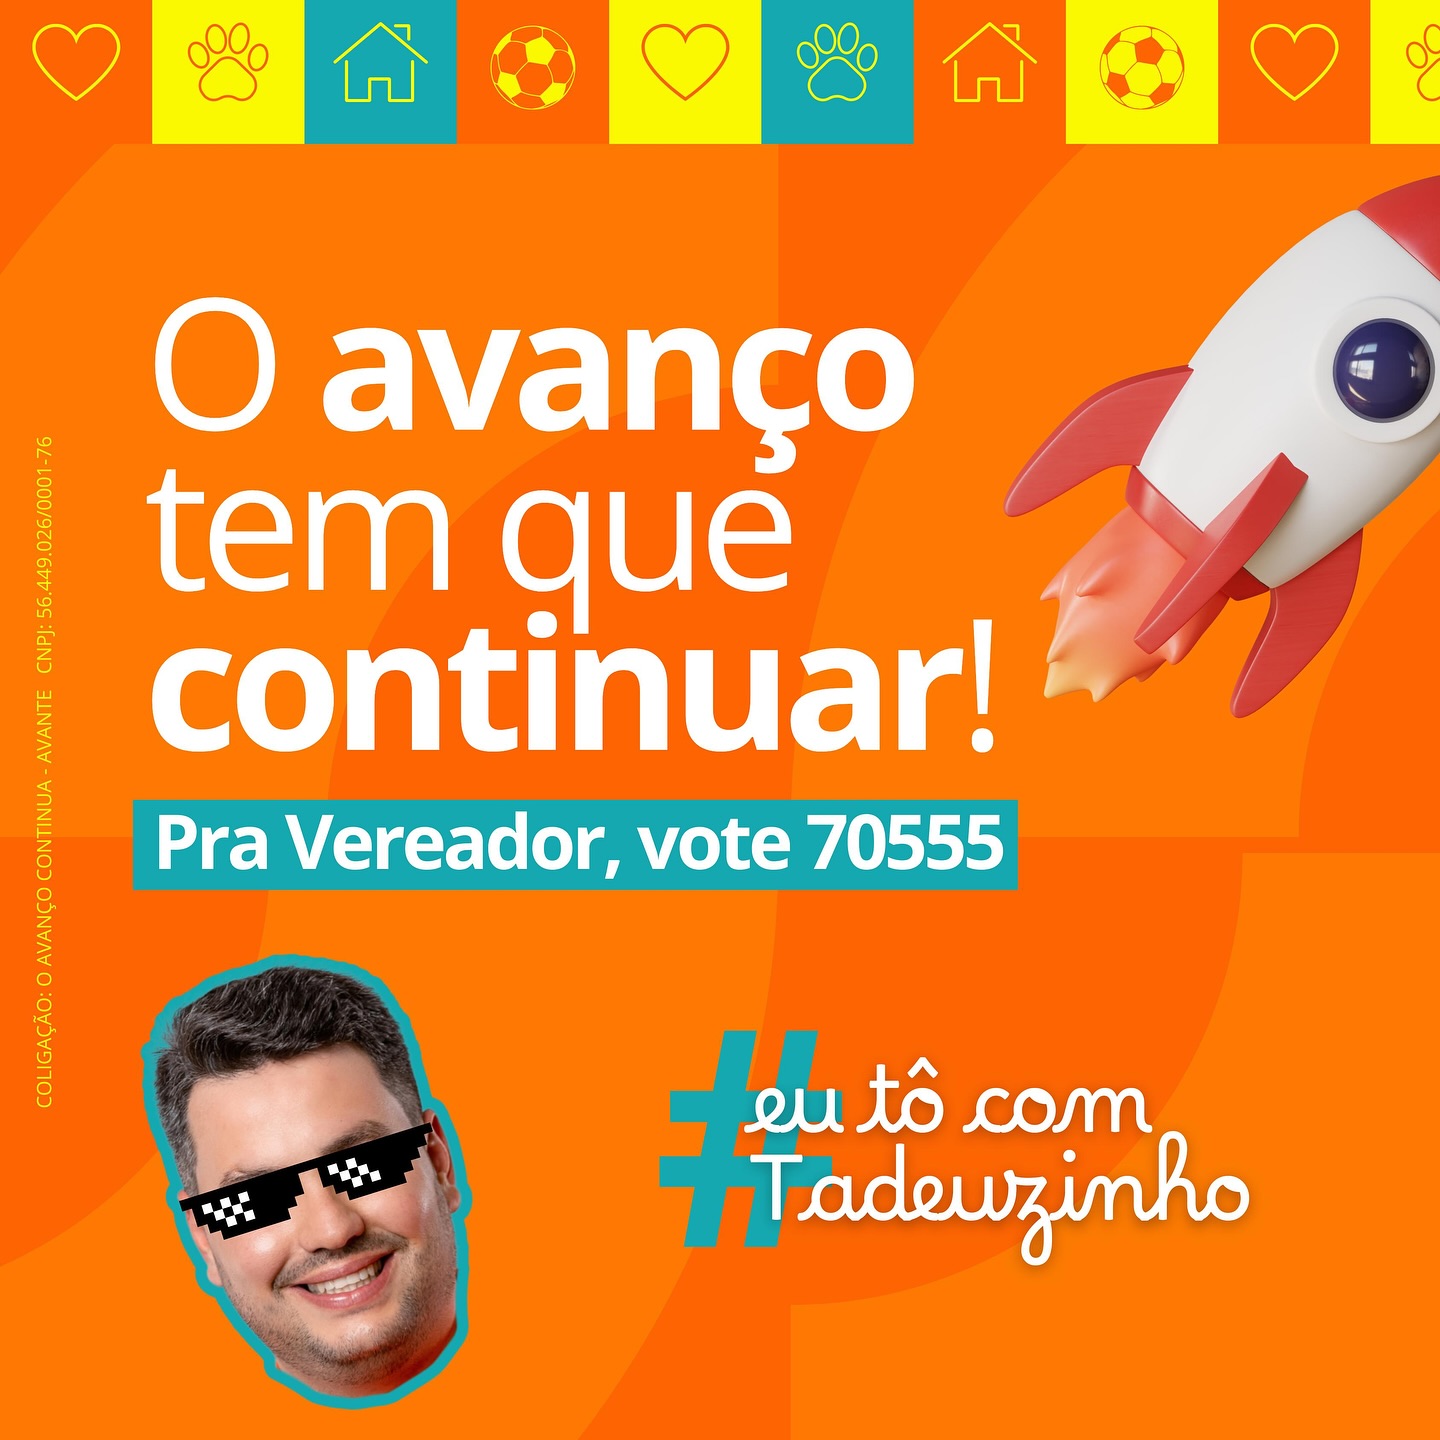 O avanço
tem que
continuar!
Pra Vereador, vote 70555
#eu tô com
Tadeuzinho
COLIGAÇÃO: O AVANÇO CONTINUA - AVANTE CNPJ: 56.449.026/0001-76